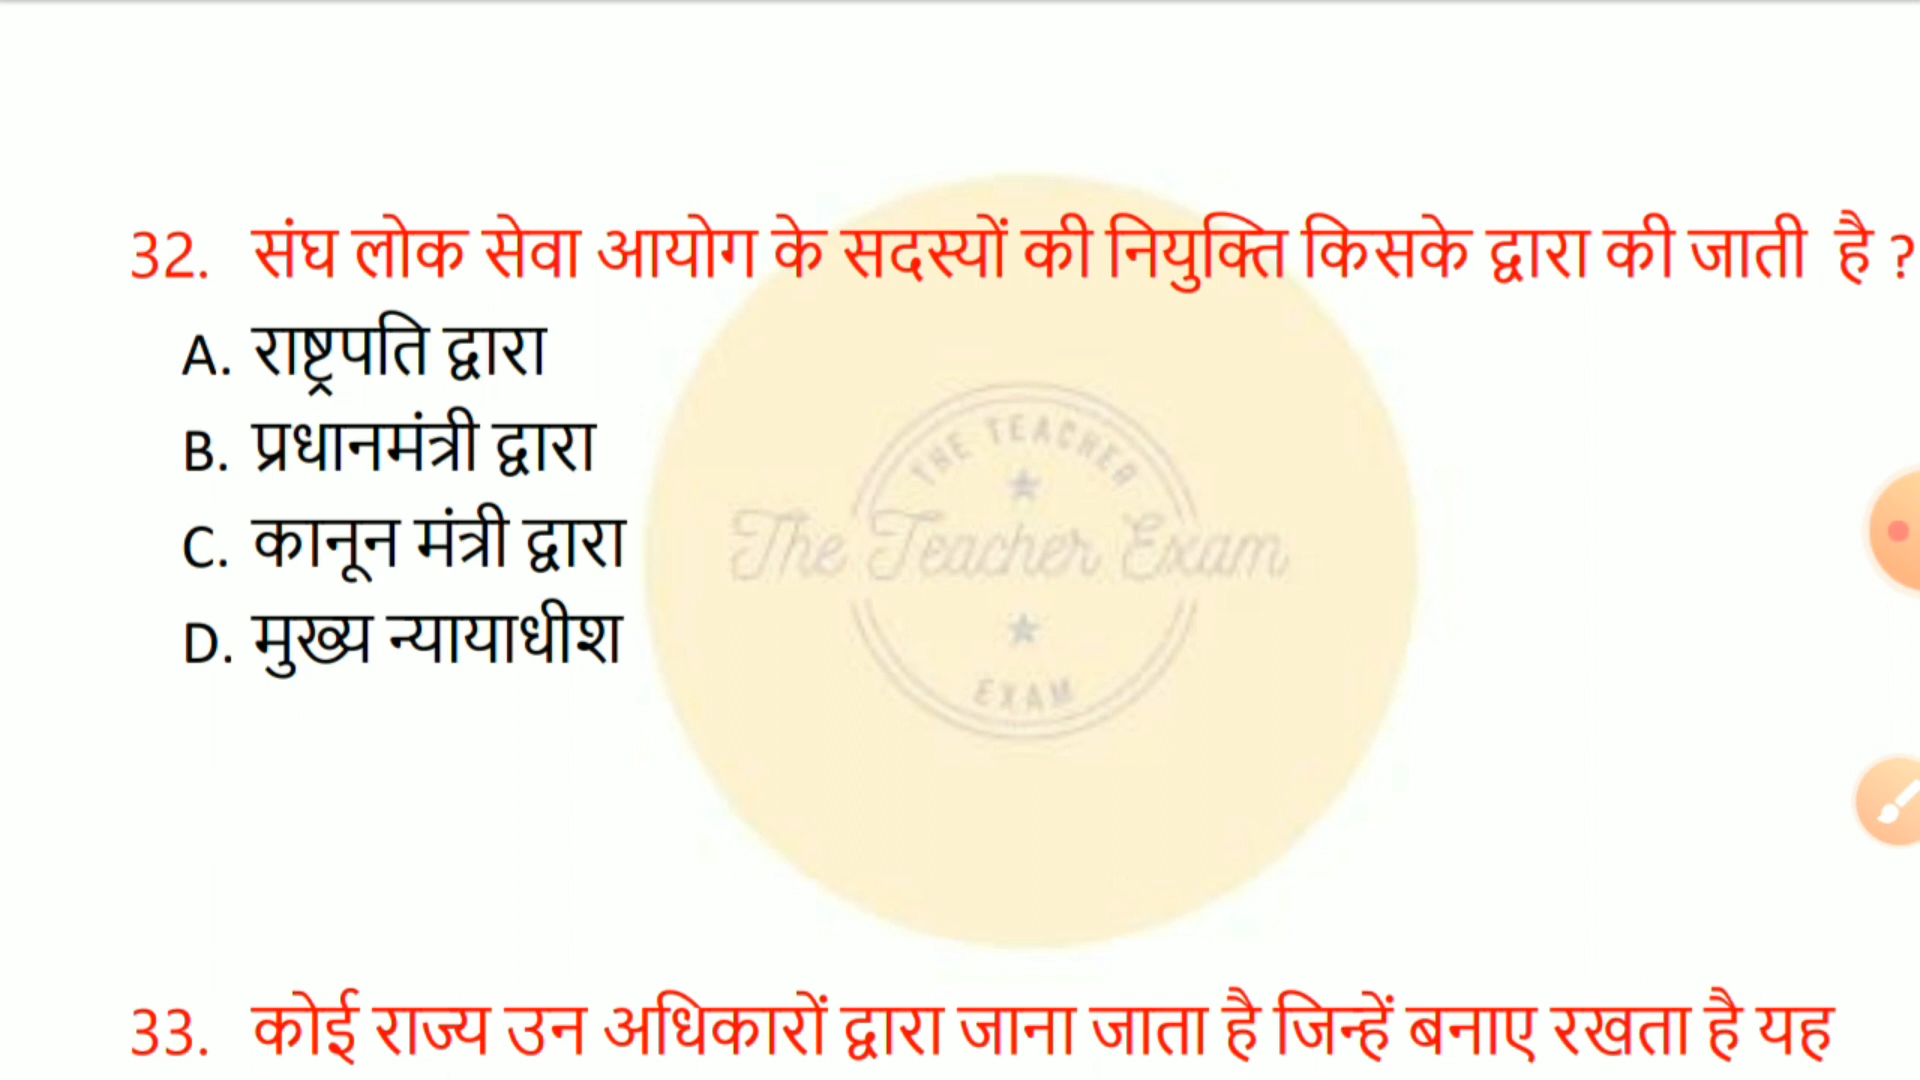 32. संघ लोक सेवा आयोग के सदस्यों की नियुक्ति किसके द्वारा की जाती है ?
A. राष्ट्रपति द्वारा
B. प्रधानमंत्री द्वारा
C. कानून मंत्री द्वारा
D. मुख्य न्यायाधीश
THE TEACHER
The Teacher Exam
EXAM
33. कोई राज्य उन अधिकारों द्वारा जाना जाता है जिन्हें बनाए रखता है यह